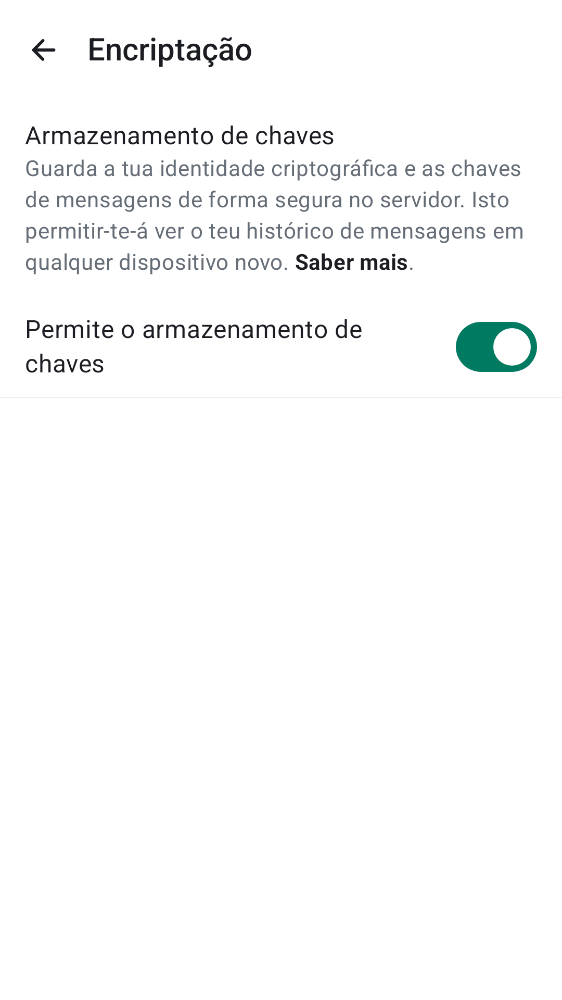 Encriptação
Armazenamento de chaves
Guarda a tua identidade criptográfica e as chaves
de mensagens de forma segura no servidor. Isto
permitir-te-á ver o teu histórico de mensagens em
qualquer dispositivo novo. Saber mais.
Permite o armazenamento de
chaves